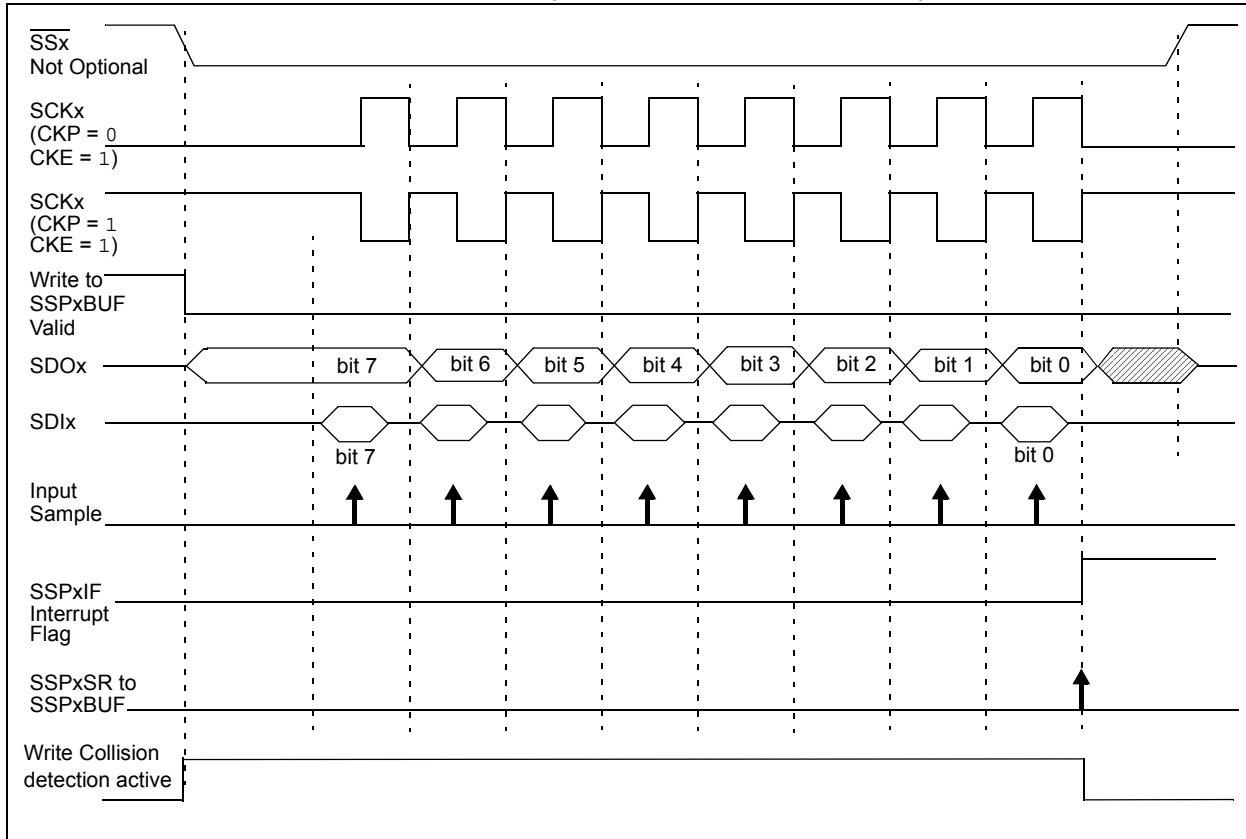 SSx
Not Optional
SCKx
(CKP = 0
CKE = 1)
SCKx
(CKP = 1
CKE = 1)
Write to
SSPxBUF
Valid
SDOx
bit 7 bit 6 bit 5 bit 4 bit 3 bit 2 bit 1 bit 0
SDIx
bit 7 bit 0
Input
Sample
SSPxIF
Interrupt
Flag
SSPxSR to
SSPxBUF
Write Collision
detection active